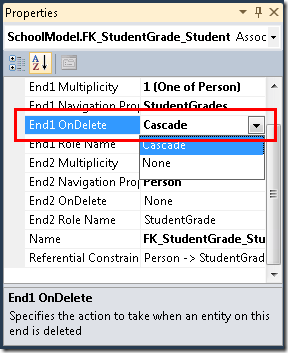 Properties
SchoolModel.FK_StudentGrade_Student Assoc
End1 Multiplicity 1 (One of Person)
End1 Navigation Prop StudentGrades
End1 OnDelete Cascade
End1 Role Name Cascade
End2 Multiplicity None
End2 Navigation Prop Person
End2 OnDelete None
End2 Role Name StudentGrade
Name FK_StudentGrade_Stu
Referential Constrain Person -> StudentGrad
End1 OnDelete
Specifies the action to take when an entity on this
end is deleted